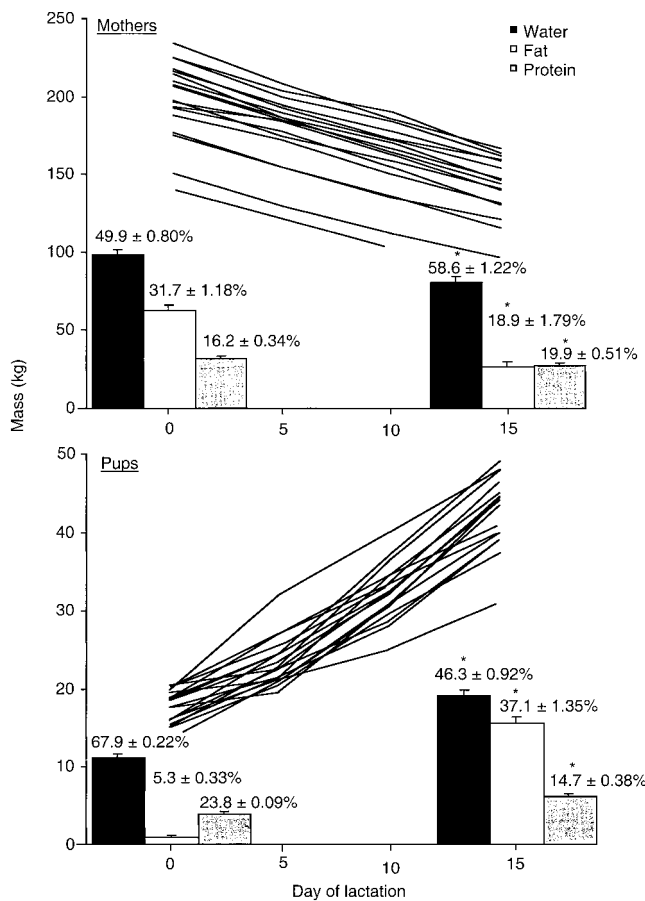 250
Mothers
Water
Fat
Protein
200
150
100
50
0
49.9 ± 0.80%
31.7 ± 1.18%
16.2 ± 0.34%
*
58.6 ± 1.22%
*
18.9 ± 1.79%
*
19.9 ± 0.51%
0 5 10 15
Mass (kg)
50
Pups
40
30
20
10
0
67.9 ± 0.22%
5.3 ± 0.33%
23.8 ± 0.09%
*
46.3 ± 0.92%
*
37.1 ± 1.35%
*
14.7 ± 0.38%
0 5 10 15
Day of lactation